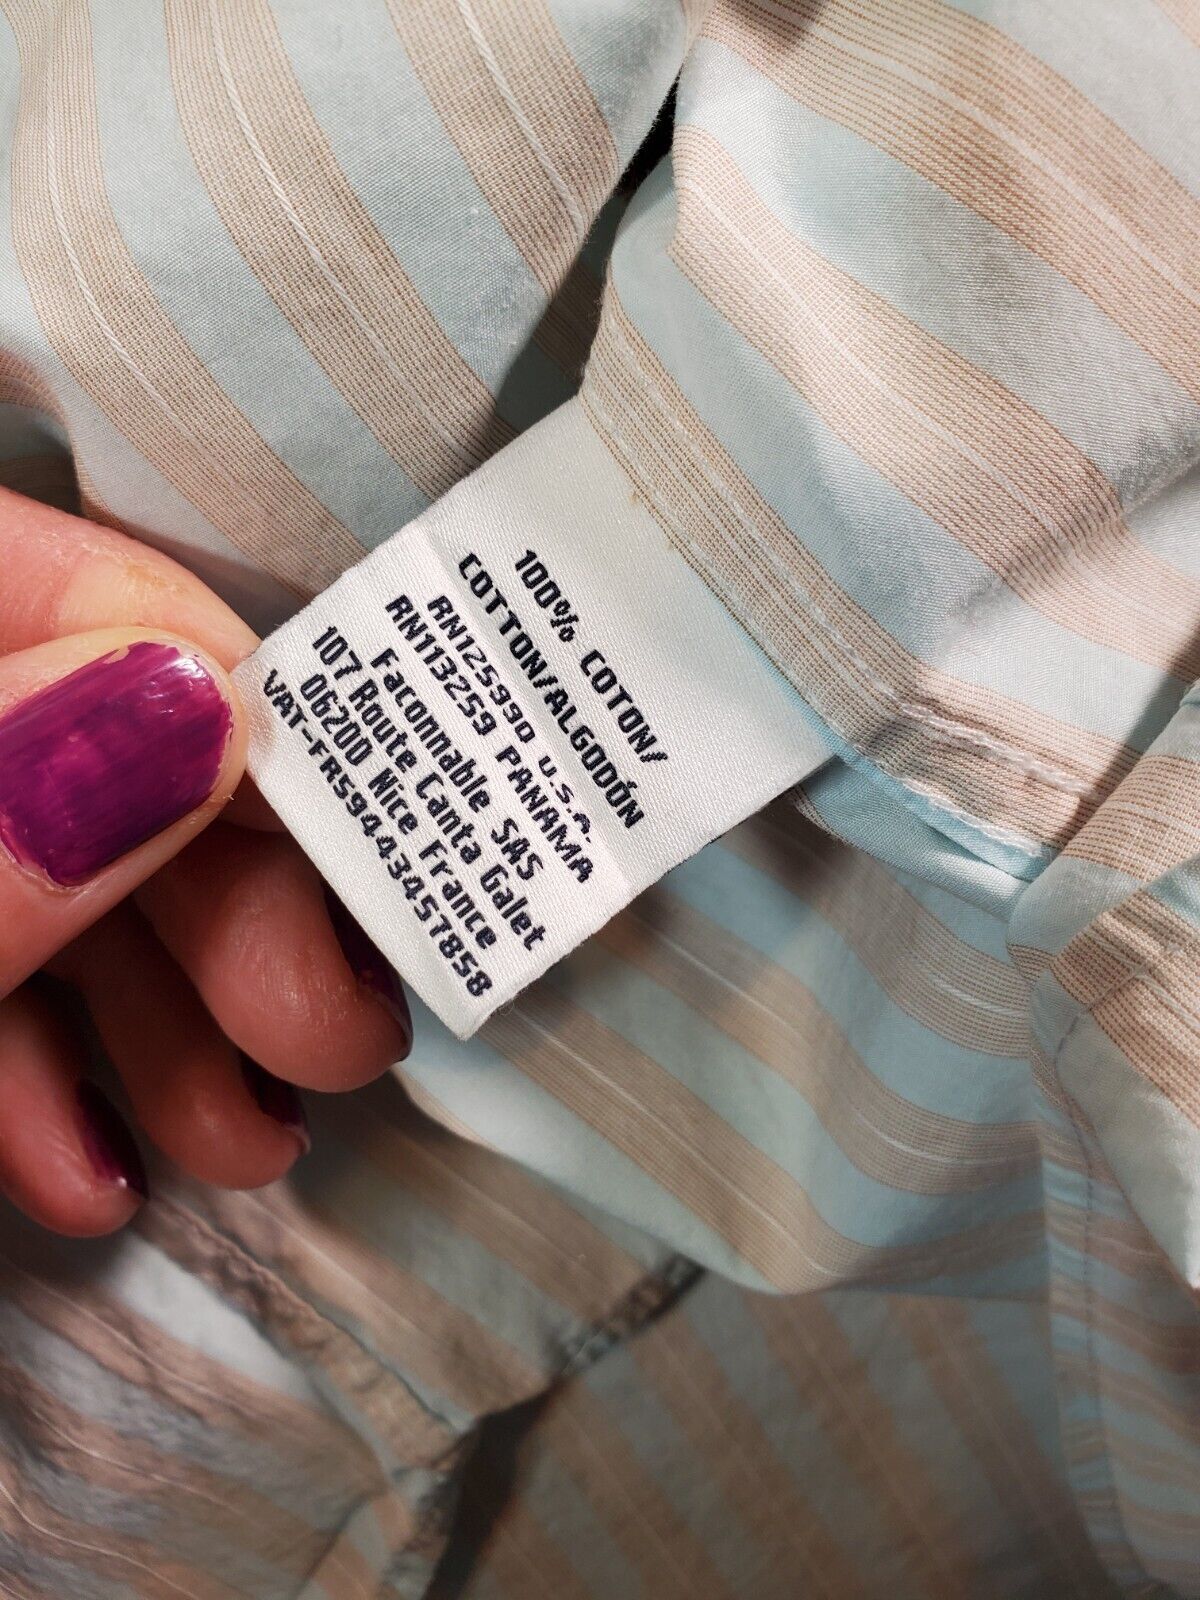 100% COTON/
COTTON/ALGODÓN
RN125990 U.S.A.
RN113259 PANAMA
Faconnable SAS
107 Route Canta Galet
06200 Nice France
VAT-FR59443457858